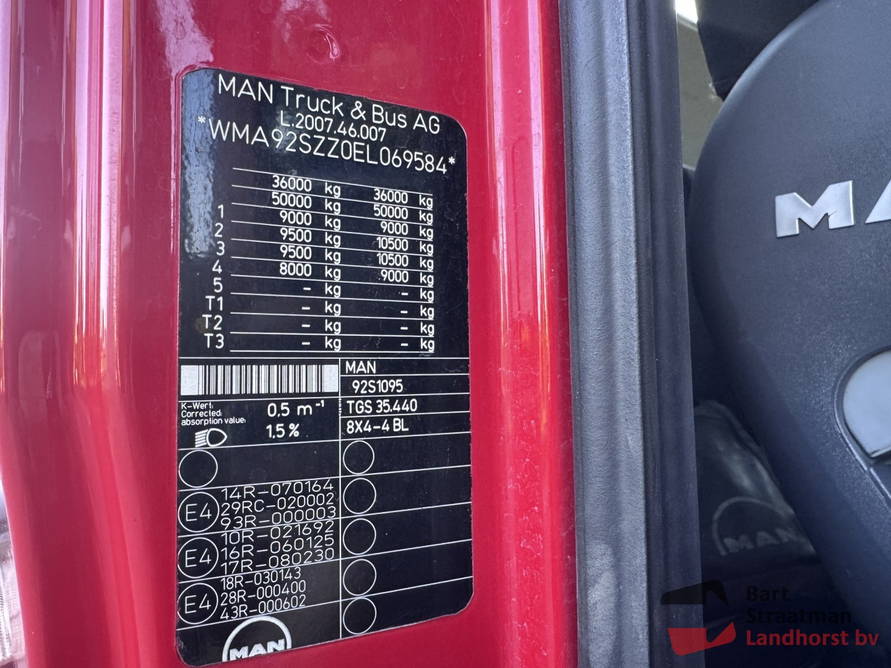 MAN Truck & Bus AG
L.2007.46.007
*WMA92SZZ0EL069584*
36000 kg 36000 kg
50000 kg 50000 kg
1 9000 kg 9000 kg
2 9500 kg 10500 kg
3 9500 kg 10500 kg
4 8000 kg 9000 kg
5 - kg - kg
T1 - kg - kg
T2 - kg - kg
T3 - kg - kg
MAN
92S1095
K-Wert:
Corrected
absorption value:
0.5 m⁻¹
TGS 35.440
1.5 %
8X4-4 BL
14R-070164
E4 29RC-020002
93R-000003
10R-021692
E4 16R-060125
17R-080230
18R-030143
E4 28R-000400
43R-000602
MAN
MAN
Bart
Straatman
Landhorst bv